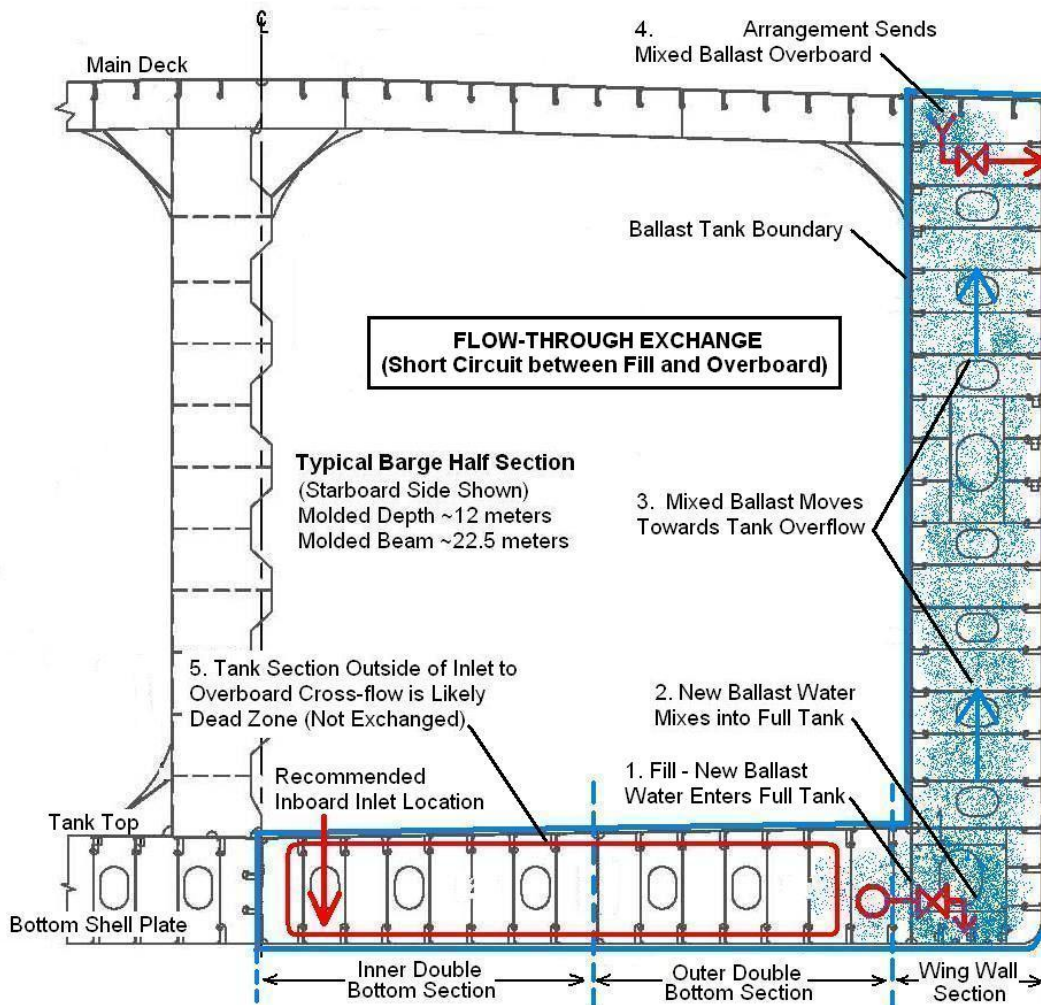 ℄
4. Arrangement Sends
Mixed Ballast Overboard
Main Deck
Ballast Tank Boundary
FLOW-THROUGH EXCHANGE
(Short Circuit between Fill and Overboard)
Typical Barge Half Section
(Starboard Side Shown)
Molded Depth ~12 meters
Molded Beam ~22.5 meters
3. Mixed Ballast Moves
Towards Tank Overflow
5. Tank Section Outside of Inlet to
Overboard Cross-flow is Likely
Dead Zone (Not Exchanged)
2. New Ballast Water
Mixes into Full Tank
Recommended
Inboard Inlet Location
1. Fill - New Ballast
Water Enters Full Tank
Tank Top
Bottom Shell Plate
Inner Double
Bottom Section
Outer Double
Bottom Section
Wing Wall
Section